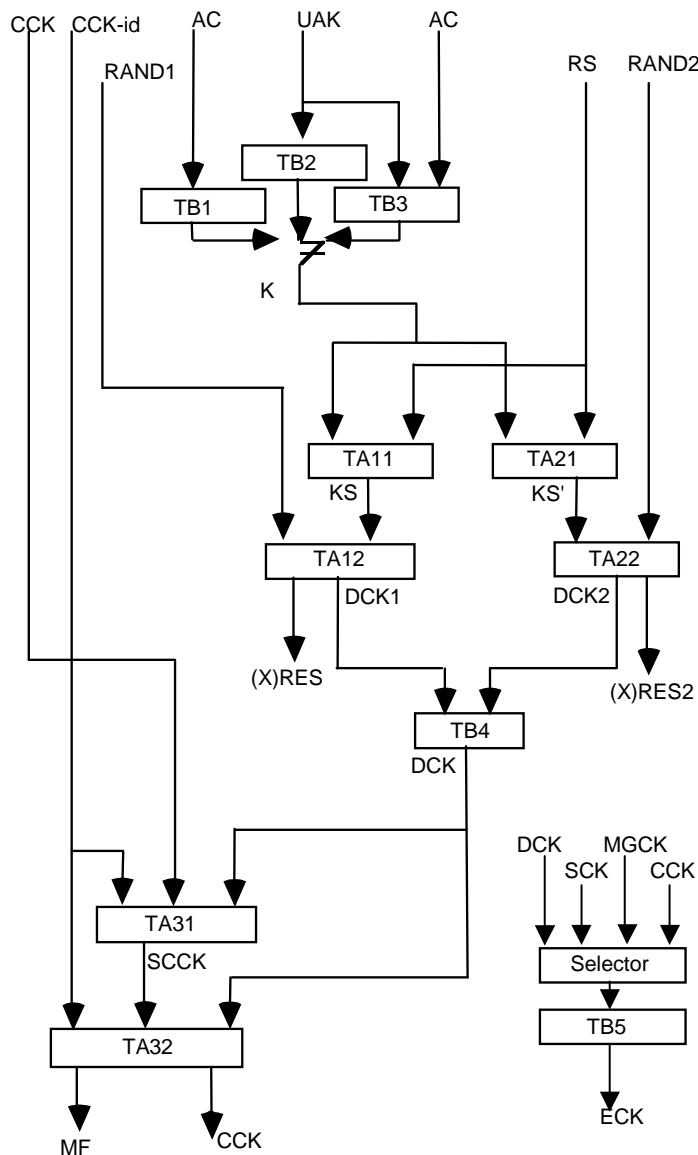 CCK CCK-id AC UAK AC
RAND1 RS RAND2
TB2
TB1 TB3
K
TA11 TA21
KS KS'
TA12 TA22
DCK1 DCK2
(X)RES (X)RES2
TB4
DCK
DCK MGCK
SCK CCK
TA31
SCCK Selector
TB5
TA32
ECK
MF CCK